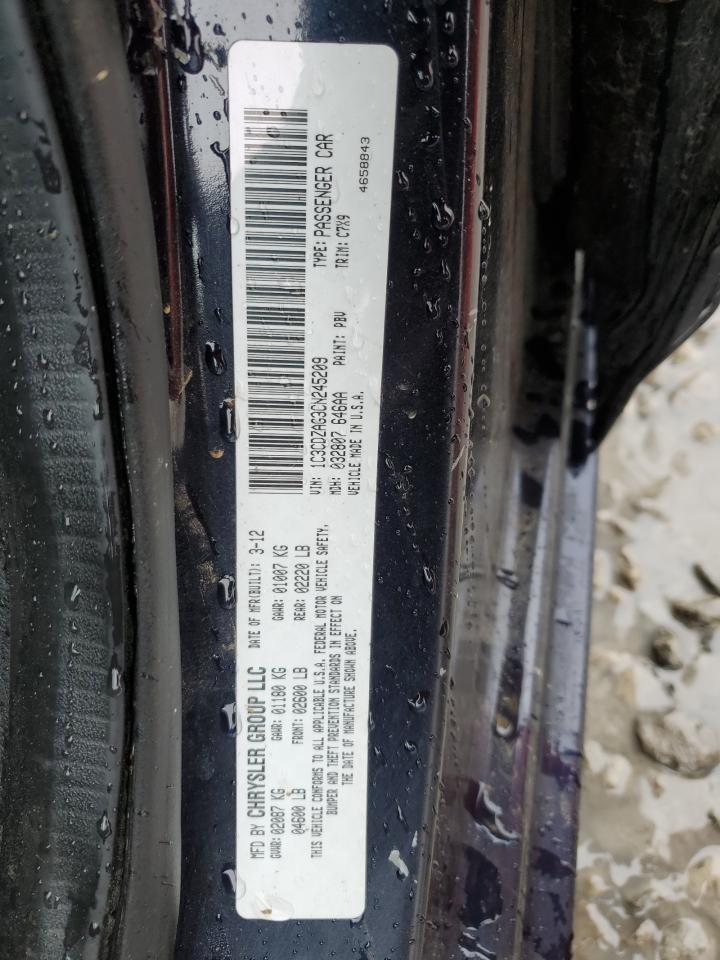 MFD BY CHRYSLER GROUP LLC DATE OF MFR(BUILT): 3-12
GVWR: 02087 KG GAWR: 01180 KG GAWR: 01007 KG
04600 LB FRONT: 02600 LB REAR: 02220 LB
THIS VEHICLE CONFORMS TO ALL APPLICABLE U.S.A. FEDERAL MOTOR VEHICLE SAFETY,
BUMPER AND THEFT PREVENTION STANDARDS IN EFFECT ON
THE DATE OF MANUFACTURE SHOWN ABOVE.
VIN: 1C3CDZAG3CN245209 TYPE: PASSENGER CAR
MDH: 032807 646AA PAINT: PBV TRIM: C7X9
VEHICLE MADE IN U.S.A.
4658843